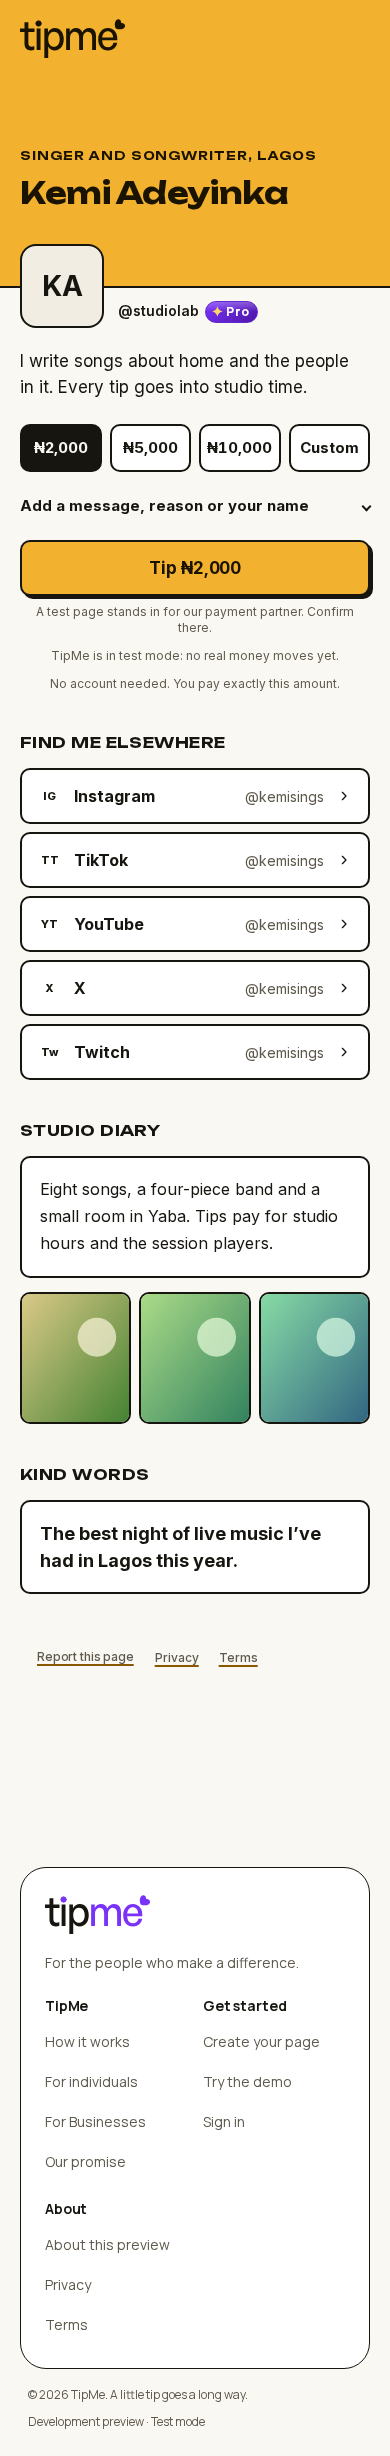 tipme
SINGER AND SONGWRITER, LAGOS
Kemi Adeyinka
KA
@studiolab ✦ Pro
I write songs about home and the people
in it. Every tip goes into studio time.
₦2,000 ₦5,000 ₦10,000 Custom
Add a message, reason or your name
Tip ₦2,000
A test page stands in for our payment partner. Confirm
there.
TipMe is in test mode: no real money moves yet.
No account needed. You pay exactly this amount.
FIND ME ELSEWHERE
IG Instagram @kemisings
TT TikTok @kemisings
YT YouTube @kemisings
X X @kemisings
Tw Twitch @kemisings
STUDIO DIARY
Eight songs, a four-piece band and a
small room in Yaba. Tips pay for studio
hours and the session players.
KIND WORDS
The best night of live music I’ve
had in Lagos this year.
Report this page Privacy Terms
tipme
For the people who make a difference.
TipMe
How it works
For individuals
For Businesses
Our promise
Get started
Create your page
Try the demo
Sign in
About
About this preview
Privacy
Terms
© 2026 TipMe. A little tip goes a long way.
Development preview · Test mode